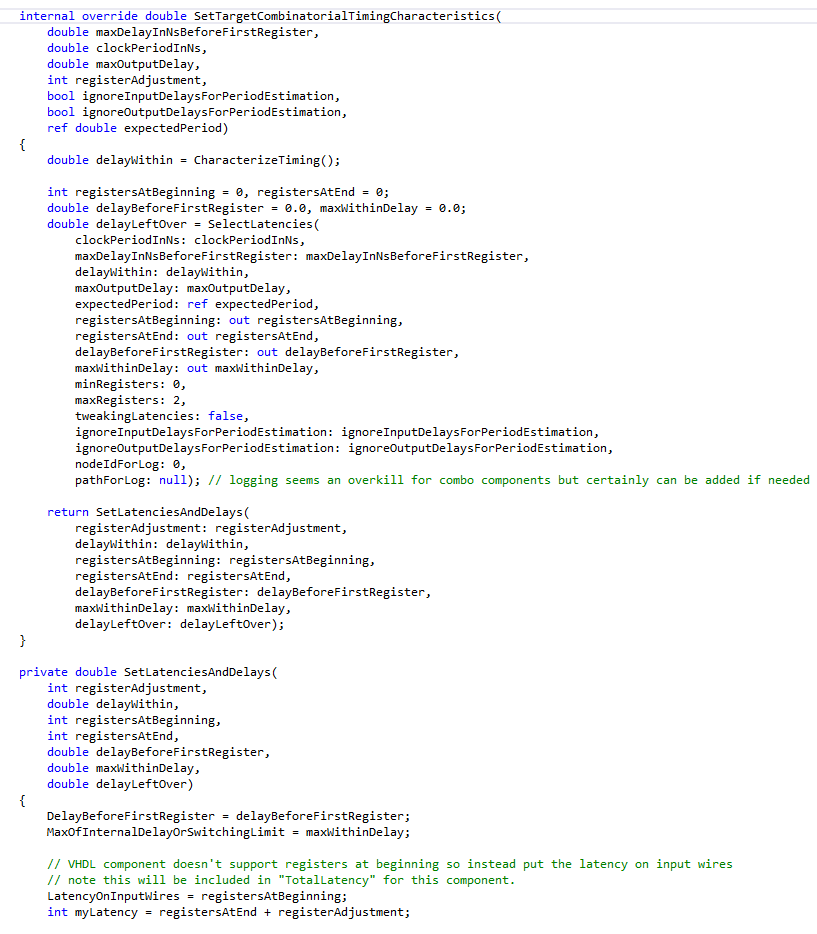 internal override double SetTargetCombinatorialTimingCharacteristics(
double maxDelayInNsBeforeFirstRegister,
double clockPeriodInNs,
double maxOutputDelay,
int registerAdjustment,
bool ignoreInputDelaysForPeriodEstimation,
bool ignoreOutputDelaysForPeriodEstimation,
ref double expectedPeriod)
{
double delayWithin = CharacterizeTiming();
int registersAtBeginning = 0, registersAtEnd = 0;
double delayBeforeFirstRegister = 0.0, maxWithinDelay = 0.0;
double delayLeftOver = SelectLatencies(
clockPeriodInNs: clockPeriodInNs,
maxDelayInNsBeforeFirstRegister: maxDelayInNsBeforeFirstRegister,
delayWithin: delayWithin,
maxOutputDelay: maxOutputDelay,
expectedPeriod: ref expectedPeriod,
registersAtBeginning: out registersAtBeginning,
registersAtEnd: out registersAtEnd,
delayBeforeFirstRegister: out delayBeforeFirstRegister,
maxWithinDelay: out maxWithinDelay,
minRegisters: 0,
maxRegisters: 2,
tweakingLatencies: false,
ignoreInputDelaysForPeriodEstimation: ignoreInputDelaysForPeriodEstimation,
ignoreOutputDelaysForPeriodEstimation: ignoreOutputDelaysForPeriodEstimation,
nodeIdForLog: 0,
pathForLog: null); // logging seems an overkill for combo components but certainly can be added if needed
return SetLatenciesAndDelays(
registerAdjustment: registerAdjustment,
delayWithin: delayWithin,
registersAtBeginning: registersAtBeginning,
registersAtEnd: registersAtEnd,
delayBeforeFirstRegister: delayBeforeFirstRegister,
maxWithinDelay: maxWithinDelay,
delayLeftOver: delayLeftOver);
}
private double SetLatenciesAndDelays(
int registerAdjustment,
double delayWithin,
int registersAtBeginning,
int registersAtEnd,
double delayBeforeFirstRegister,
double maxWithinDelay,
double delayLeftOver)
{
DelayBeforeFirstRegister = delayBeforeFirstRegister;
MaxOfInternalDelayOrSwitchingLimit = maxWithinDelay;
// VHDL component doesn't support registers at beginning so instead put the latency on input wires
// note this will be included in "TotalLatency" for this component.
LatencyOnInputWires = registersAtBeginning;
int myLatency = registersAtEnd + registerAdjustment;